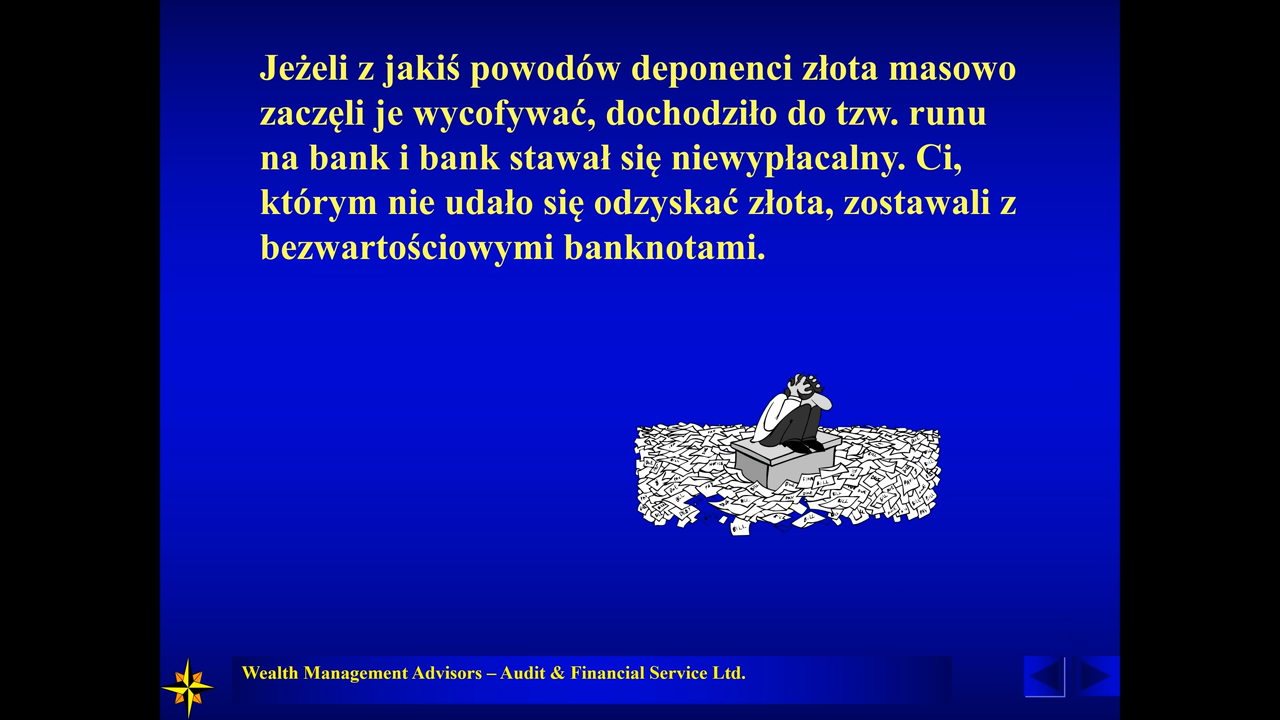 Jeżeli z jakiś powodów deponenci złota masowo
zaczęli je wycofywać, dochodziło do tzw. runu
na bank i bank stawał się niewypłacalny. Ci,
którym nie udało się odzyskać złota, zostawali z
bezwartościowymi banknotami.
BILL
Wealth Management Advisors – Audit & Financial Service Ltd.